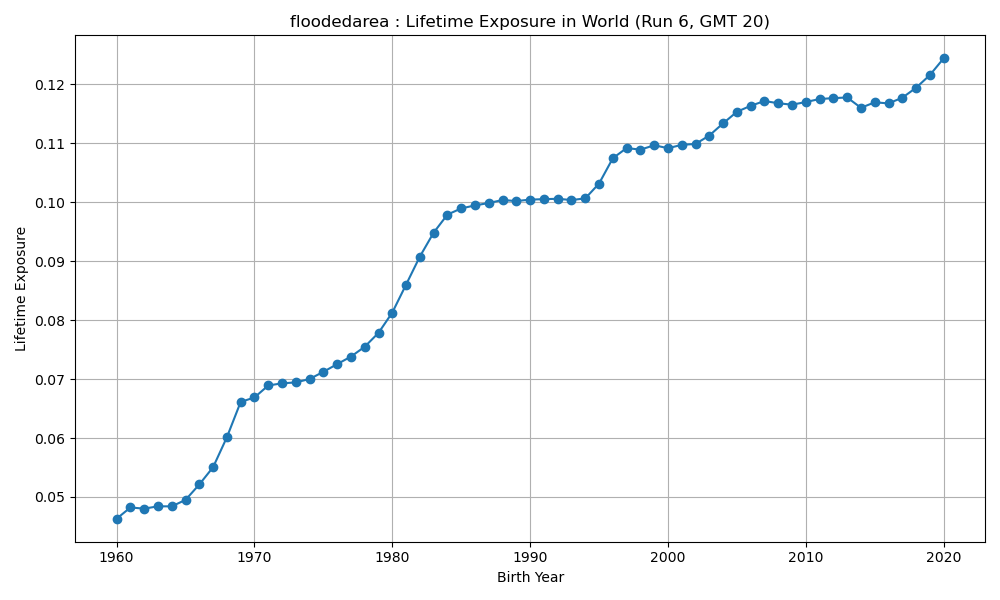 floodedarea : Lifetime Exposure in World (Run 6, GMT 20)
Lifetime Exposure
0.12
0.11
0.10
0.09
0.08
0.07
0.06
0.05
1960 1970 1980 1990 2000 2010 2020
Birth Year